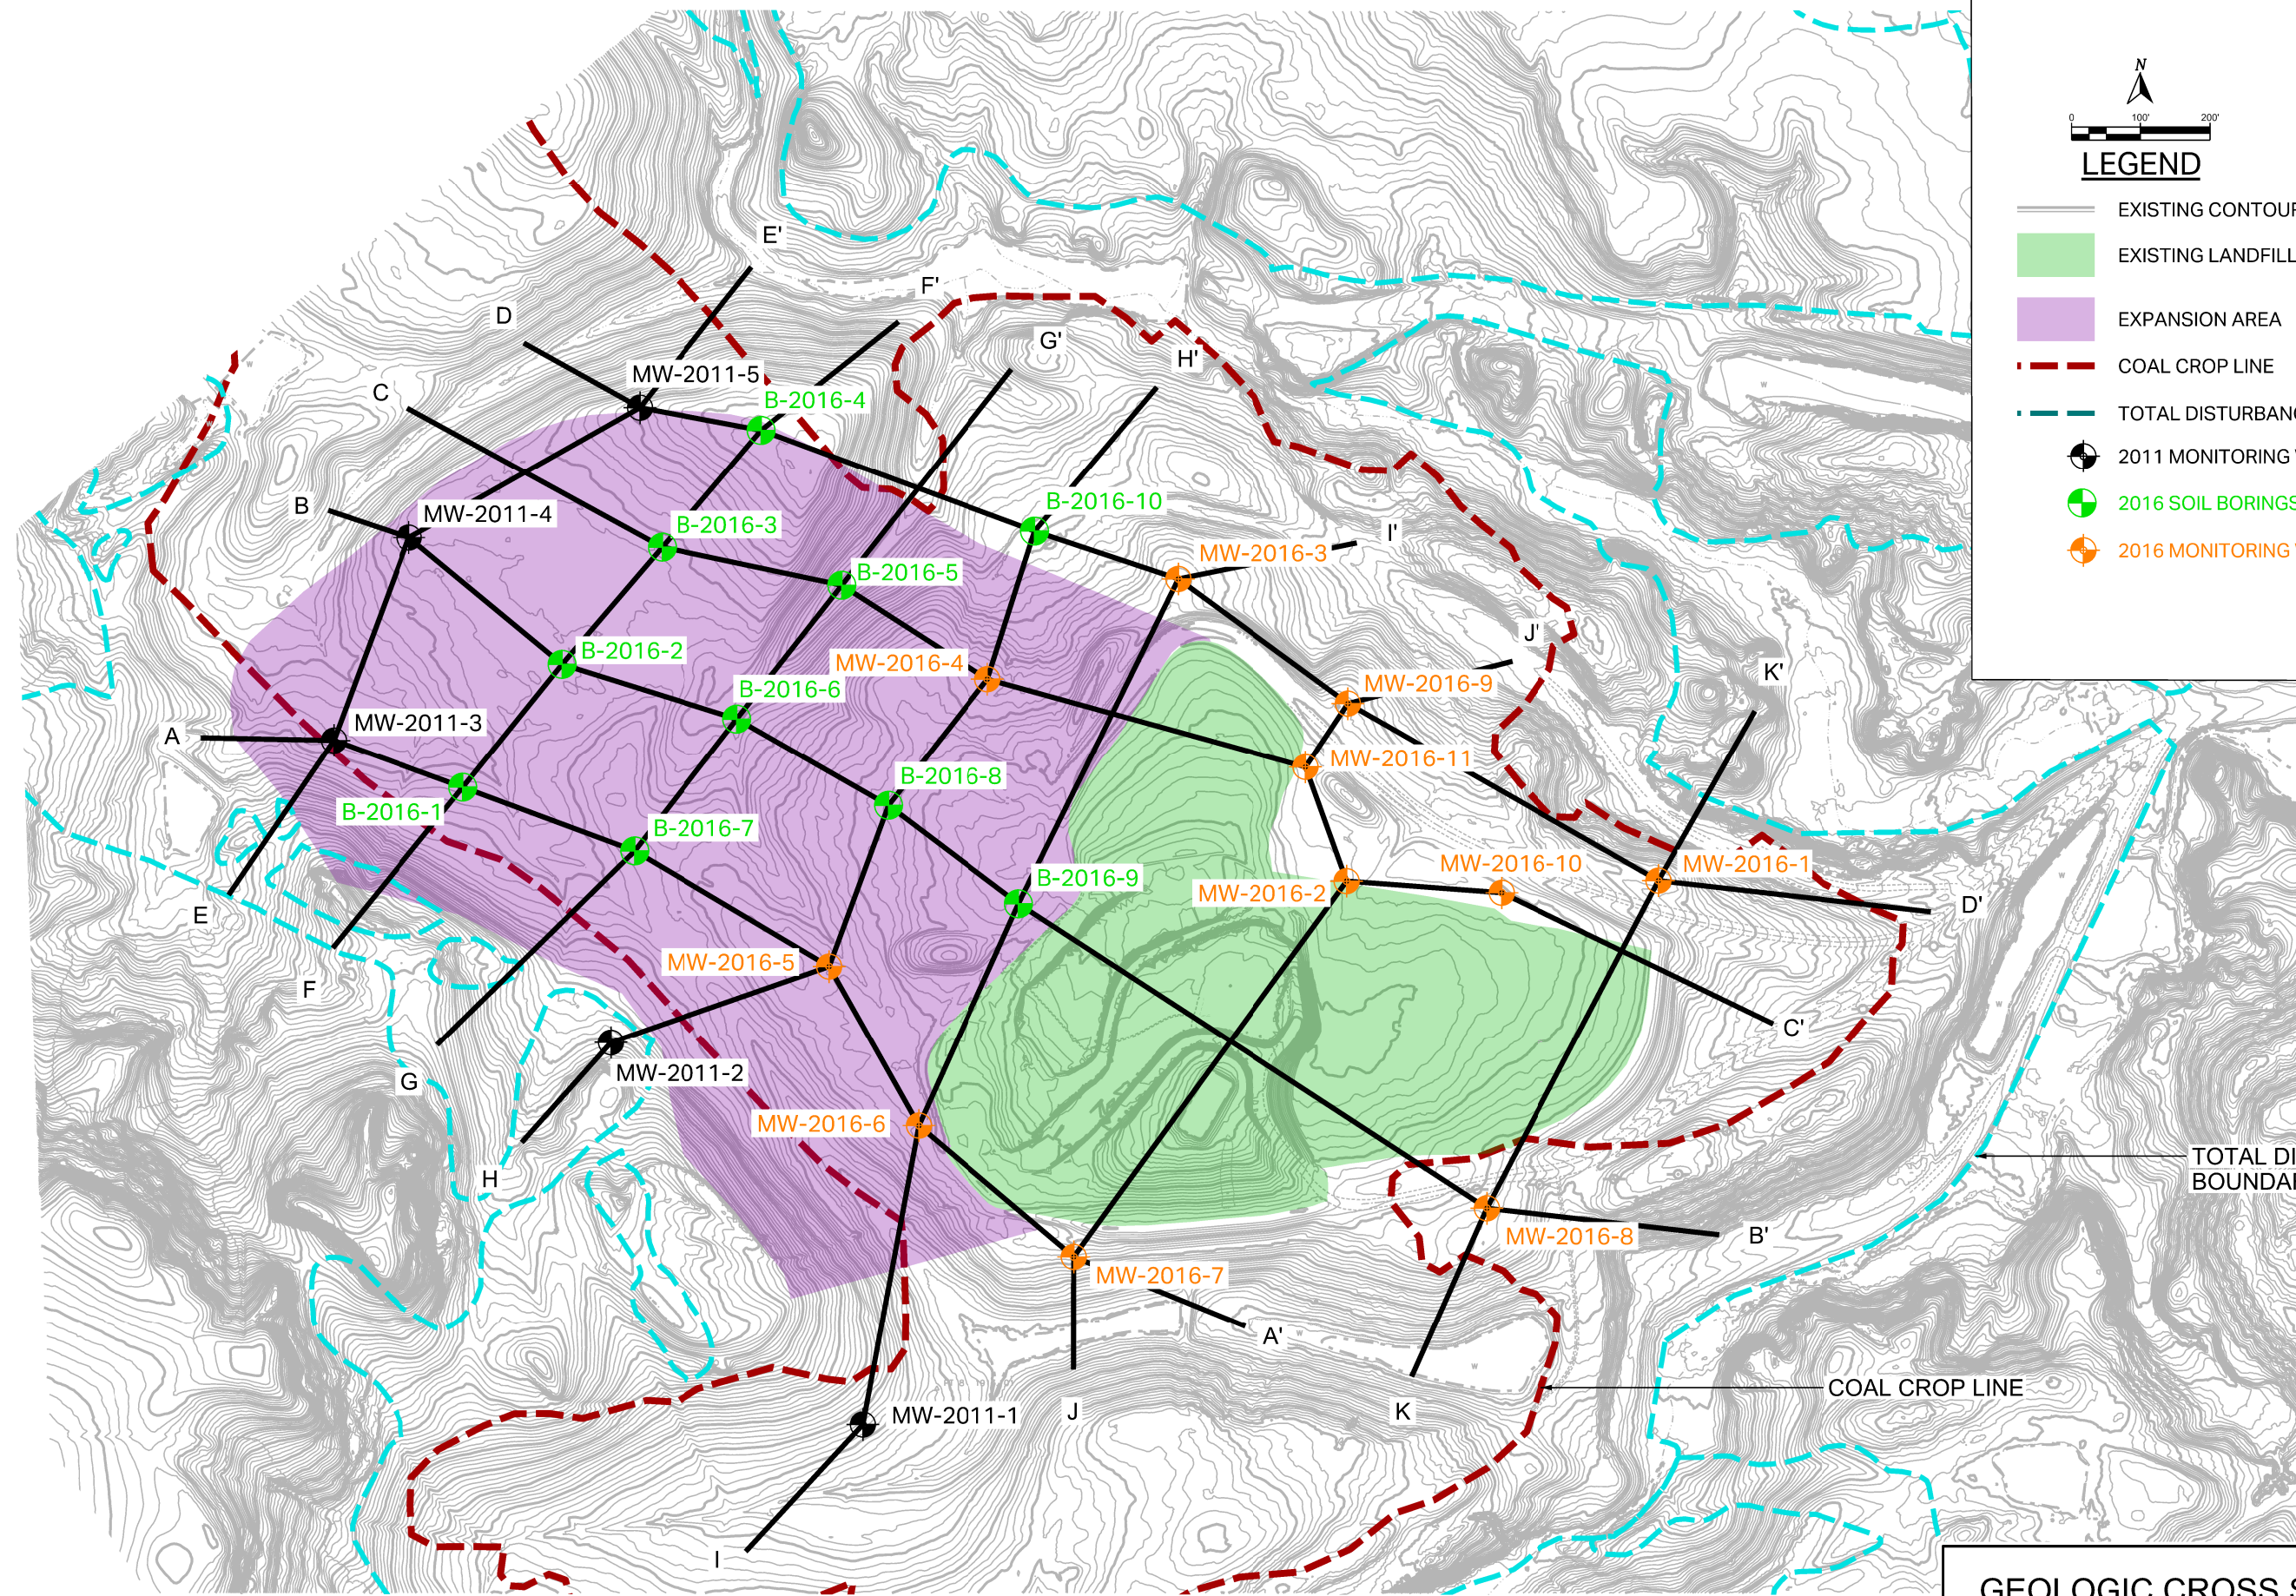 N
0 100' 200'
LEGEND
EXISTING CONTOUR
EXISTING LANDFILL
EXPANSION AREA
COAL CROP LINE
TOTAL DISTURBANC
2011 MONITORING
2016 SOIL BORINGS
2016 MONITORING
E'
F'
D
G'
H'
MW-2011-5
C
B-2016-4
B
MW-2011-4
B-2016-10
B-2016-3
I'
MW-2016-3
B-2016-5
J'
B-2016-2
MW-2016-4
K'
B-2016-6
MW-2016-9
A
MW-2011-3
MW-2016-11
B-2016-8
B-2016-1
B-2016-7
MW-2016-10
MW-2016-1
B-2016-9
MW-2016-2
E
D'
MW-2016-5
F
C'
MW-2011-2
G
MW-2016-6
TOTAL DI
BOUNDA
H
MW-2016-8
B'
MW-2016-7
A'
COAL CROP LINE
MW-2011-1
J
K
I
GEOLOGIC CROSS